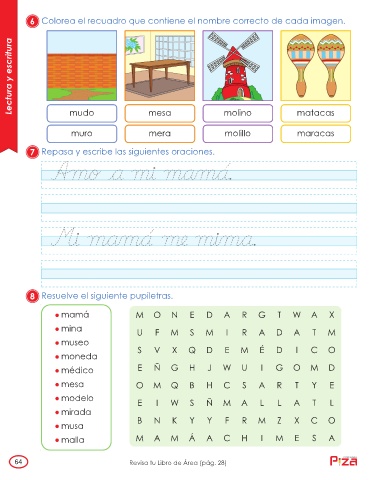 Lectura y escritura
6 Colorea el recuadro que contiene el nombre correcto de cada imagen.
mudo mesa molino matacas
muro mera molillo maracas
7 Repasa y escribe las siguientes oraciones.
Amo a mi mamá.
Mi mamá me mima.
8 Resuelve el siguiente pupiletras.
• mamá
• mina
• museo
• moneda
• médico
• mesa
• modelo
• mirada
• musa
• malla
M O N E D A R G T W A X
U F M S M I R A D A T M
S V X Q D E M É D I C O
E Ñ G H J W U I G O M D
O M Q B H C S A R T Y E
E I W S Ñ M A L L A T L
B N K Y Y F R M Z X C O
M A M Á A C H I M E S A
64
Revisa tu Libro de Área (pág. 28)